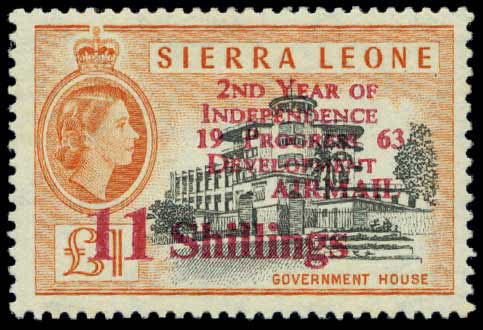 SIERRA LEONE
2ND YEAR OF
INDEPENDENCE
19 PROGRESS 63
DEVELOPMENT
AIRMAIL
11 Shillings
£1
GOVERNMENT HOUSE